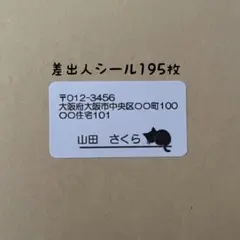 差出人シール195枚
〒012-3456
大阪府大阪市中央区〇〇町100
〇〇住宅101
山田 さくら